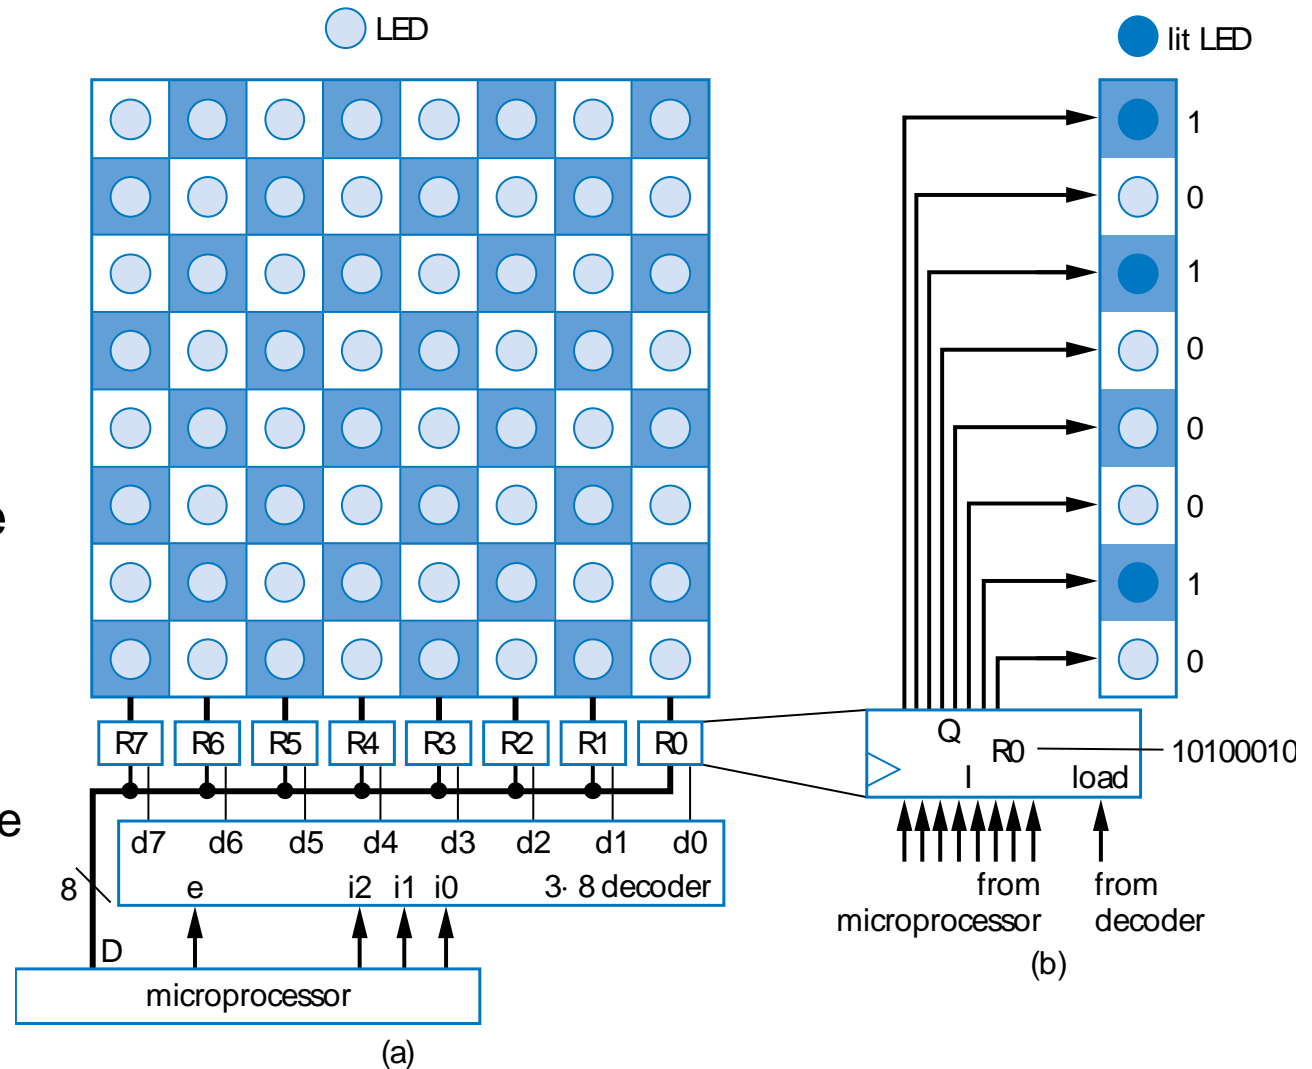 LED
lit LED
1
0
1
0
0
0
1
0
e
e
R7 R6 R5 R4 R3 R2 R1 R0
d7 d6 d5 d4 d3 d2 d1 d0
8
e i2 i1 i0 3· 8 decoder
D
microprocessor
(a)
Q
R0
10100010
I
load
from
microprocessor
from
decoder
(b)